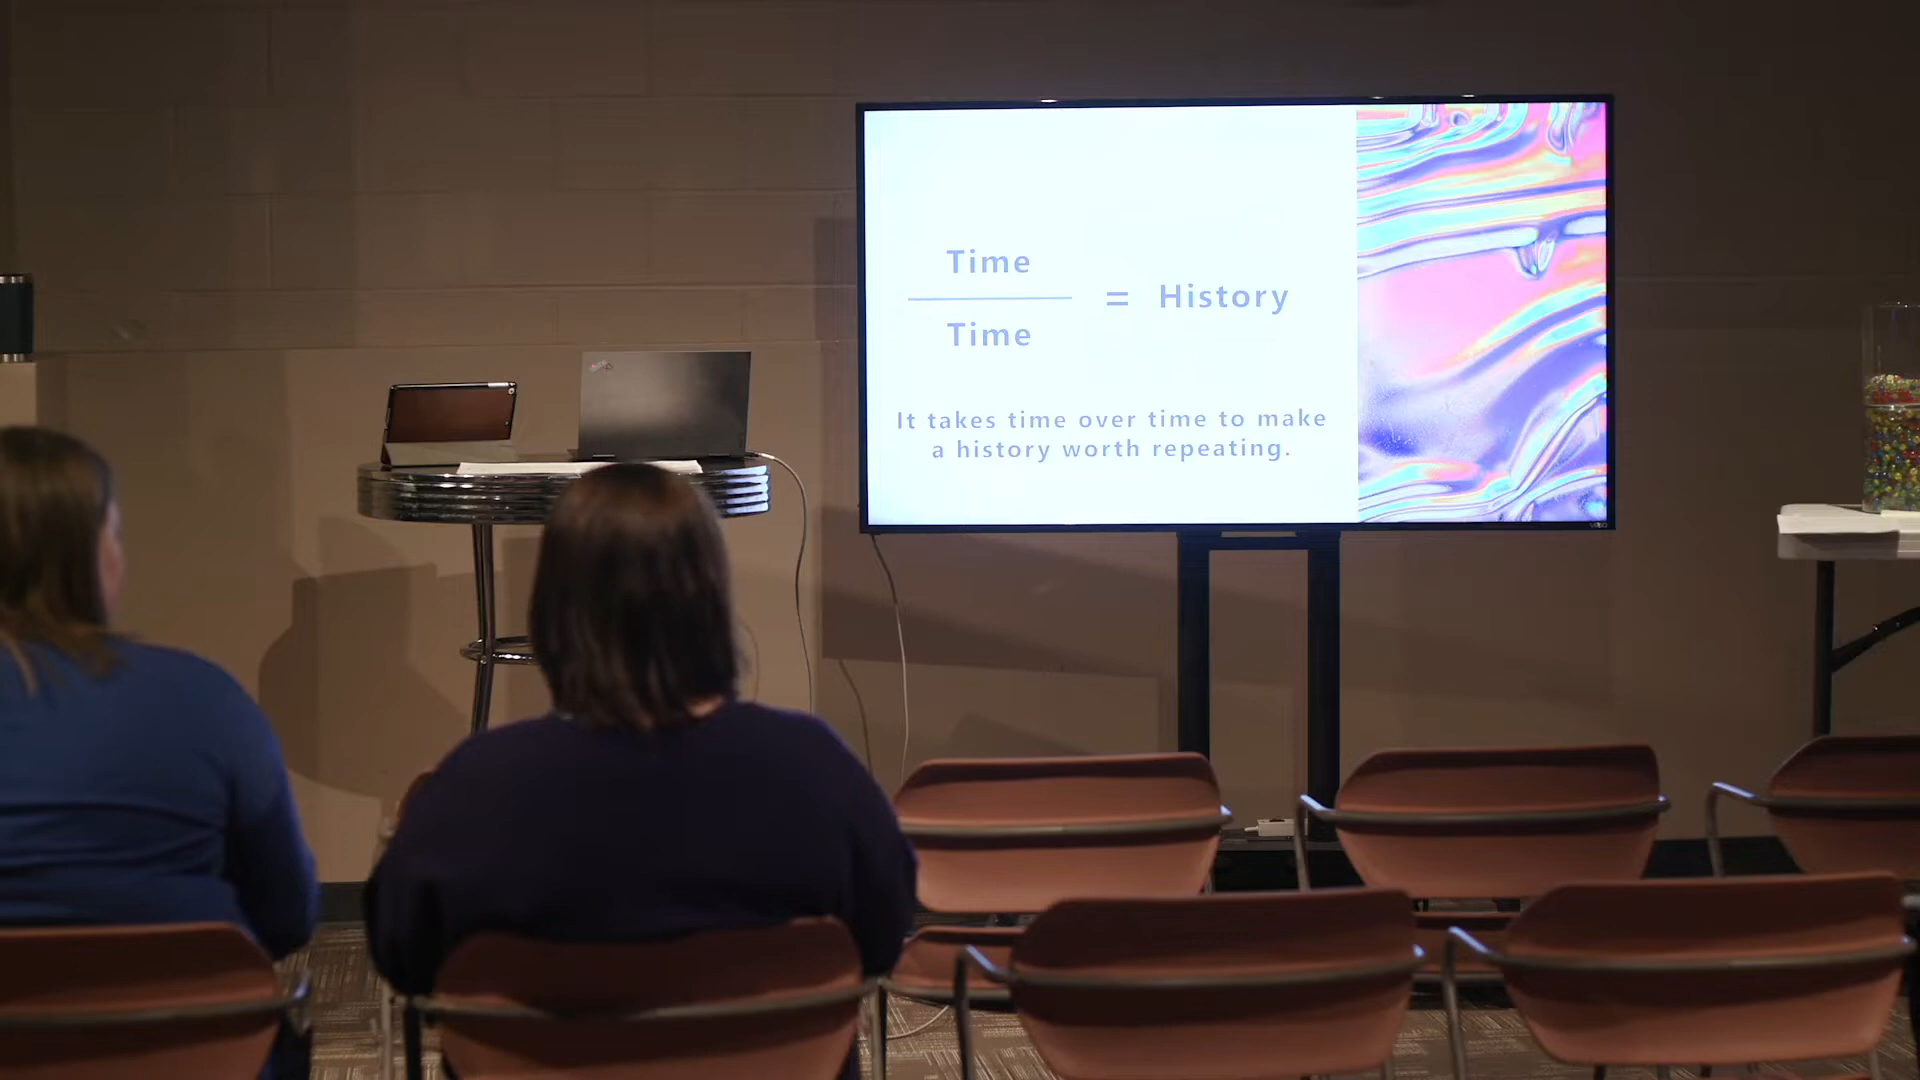 Time
Time
= History
It takes time over time to make
a history worth repeating.